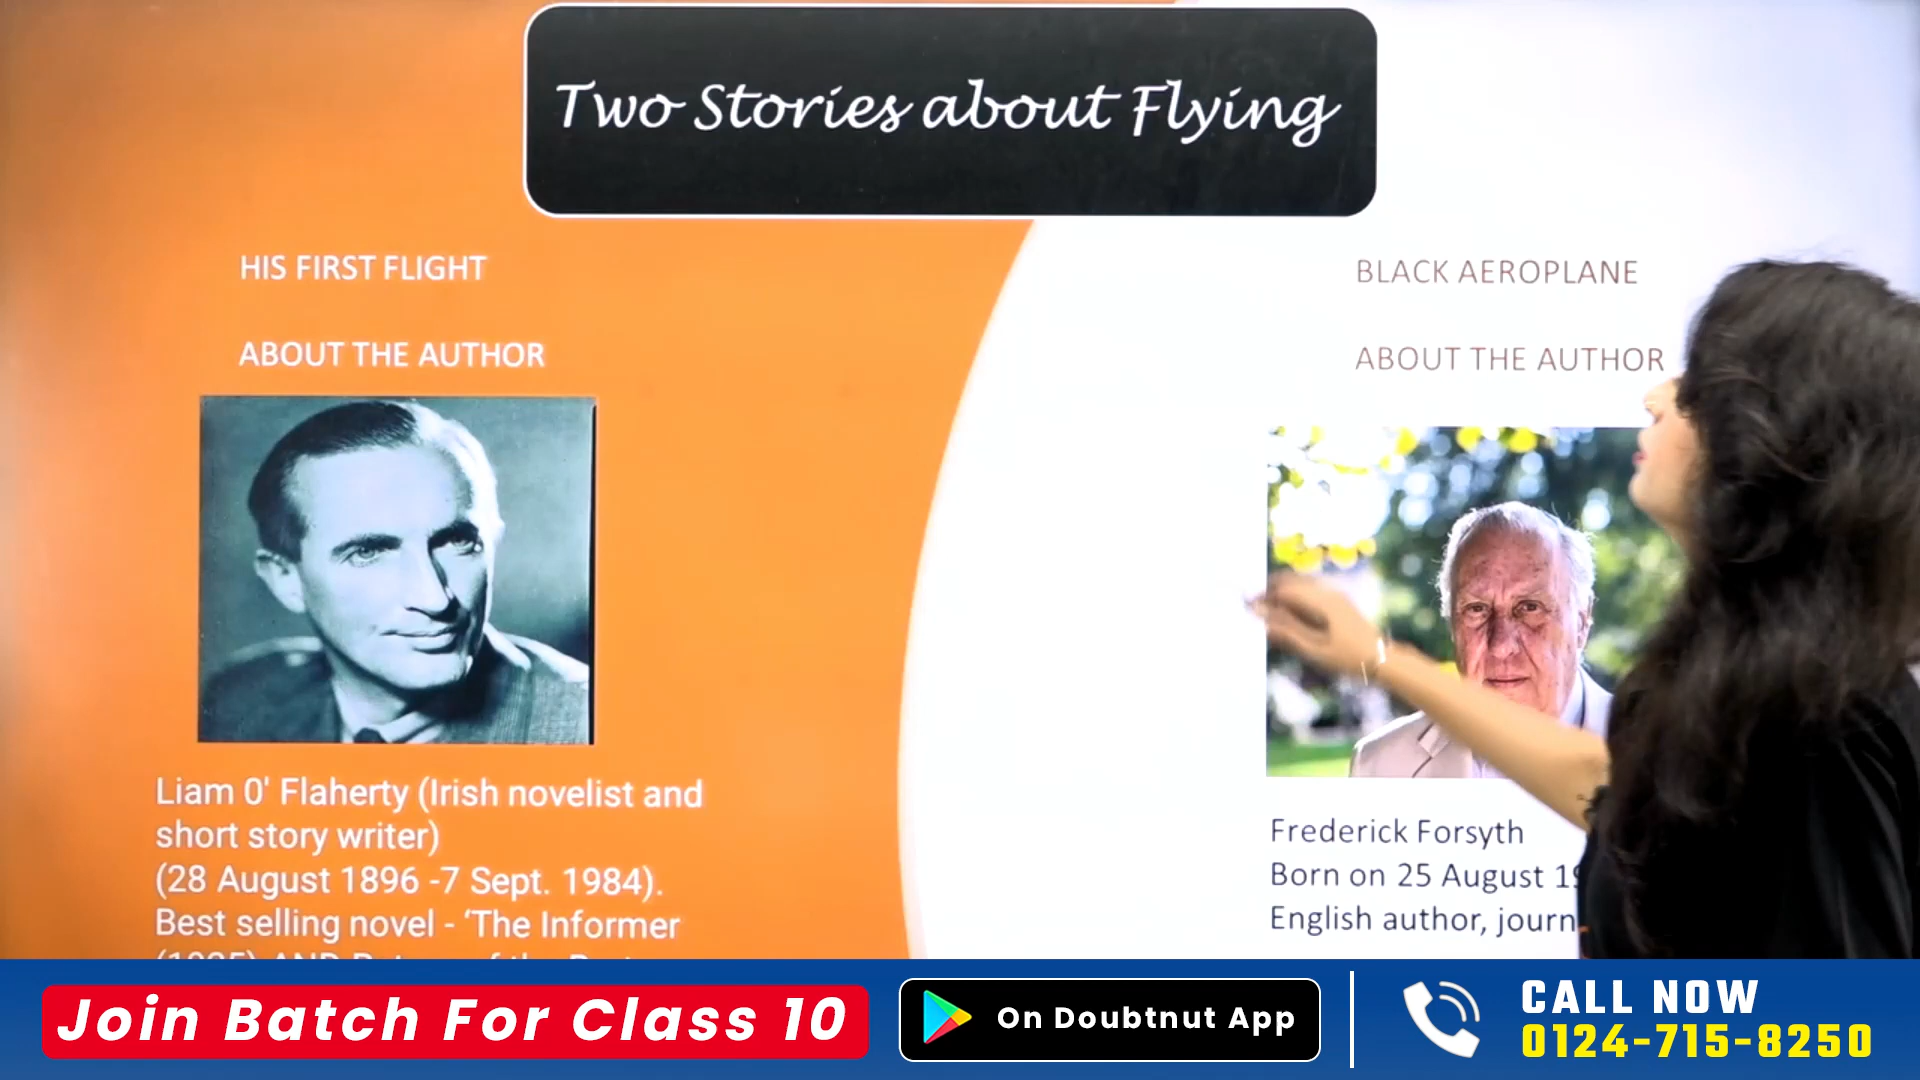 Two Stories about Flying
HIS FIRST FLIGHT
ABOUT THE AUTHOR
Liam O' Flaherty (Irish novelist and
short story writer)
(28 August 1896 -7 Sept. 1984).
Best selling novel - ‘The Informer
BLACK AEROPLANE
ABOUT THE AUTHOR
Frederick Forsyth
Born on 25 August
English author,
Join Batch For Class 10
On Doubtnut App
CALL NOW
0124-715-8250